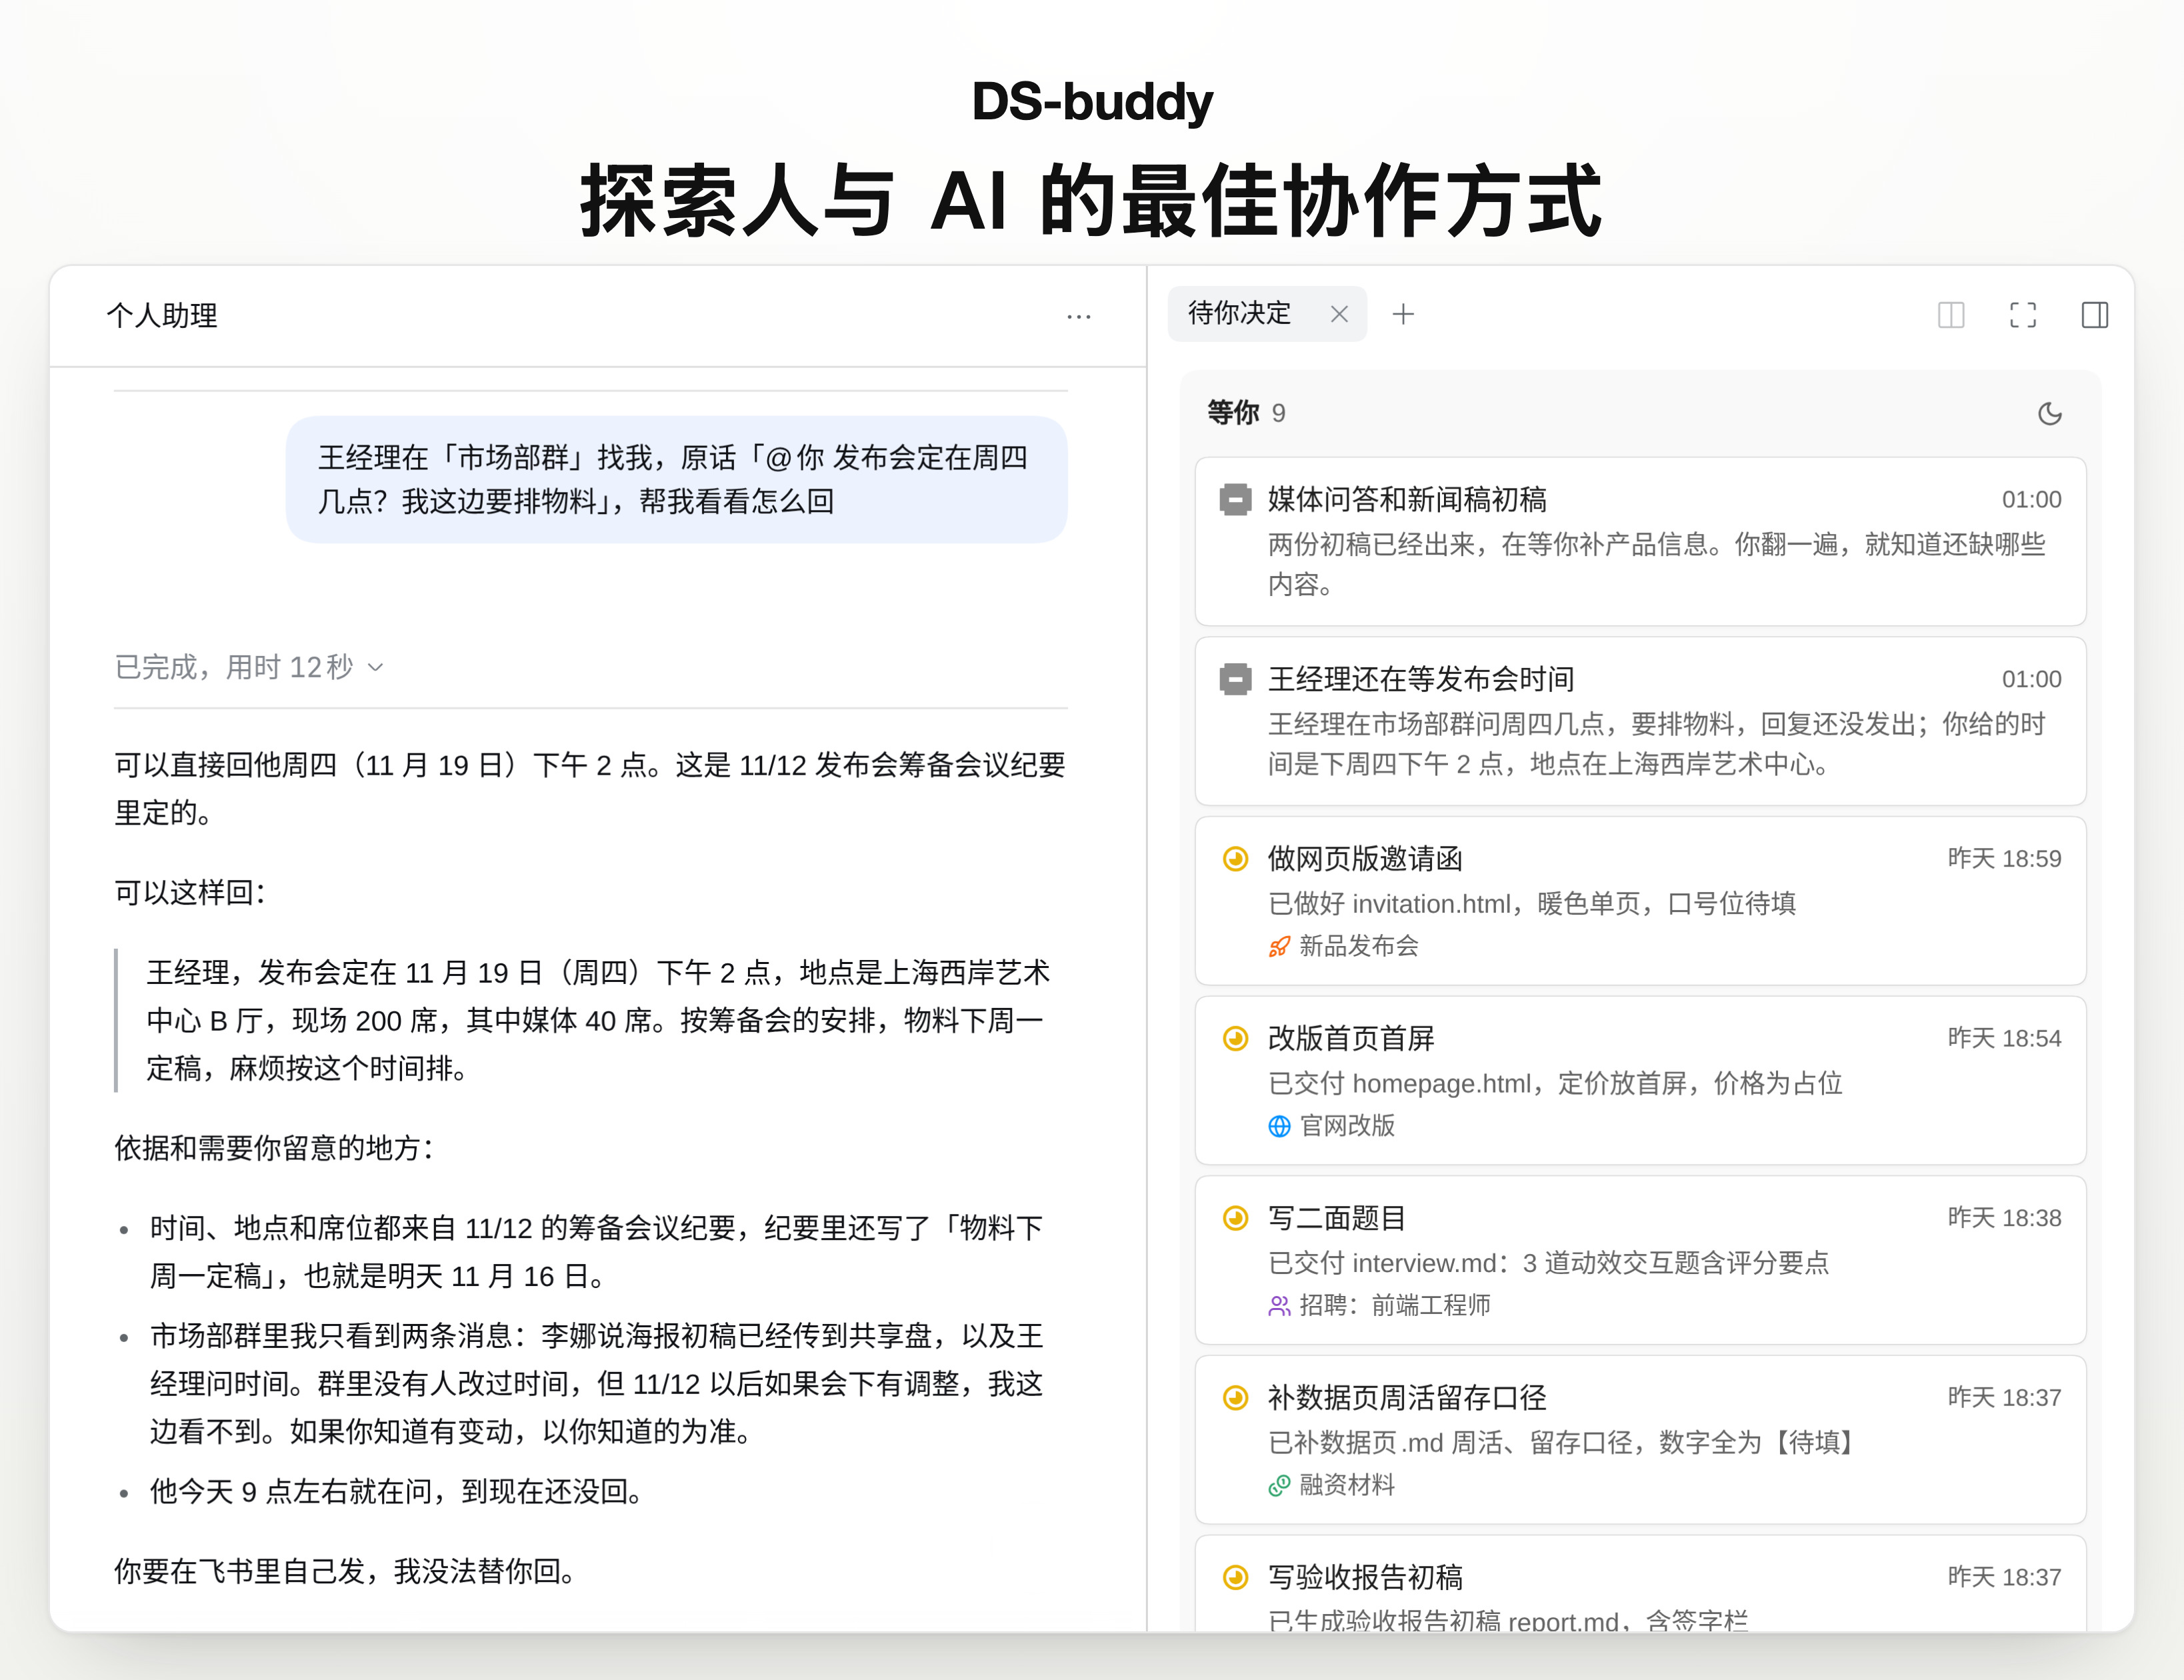 DS-buddy
探索人与 AI 的最佳协作方式
个人助理
王经理在「市场部群」找我，原话「@你 发布会定在周四
几点？我这边要排物料」，帮我看看怎么回
已完成，用时 12秒
可以直接回他周四（11 月 19 日）下午 2 点。这是 11/12 发布会筹备会议纪要
里定的。
可以这样回：
王经理，发布会定在 11 月 19 日（周四）下午 2 点，地点是上海西岸艺术
中心 B 厅，现场 200 席，其中媒体 40 席。按筹备会的安排，物料下周一
定稿，麻烦按这个时间排。
依据和需要你留意的地方：
• 时间、地点和席位都来自 11/12 的筹备会议纪要，纪要里还写了「物料下
周一定稿」，也就是明天 11 月 16 日。
• 市场部群里我只看到两条消息：李娜说海报初稿已经传到共享盘，以及王
经理问时间。群里没有人改过时间，但 11/12 以后如果会下有调整，我这
边看不到。如果你知道有变动，以你知道的为准。
• 他今天 9 点左右就在问，到现在还没回。
你要在飞书里自己发，我没法替你回。
待你决定
等你 9
媒体问答和新闻稿初稿 01:00
两份初稿已经出来，在等你补产品信息。你翻一遍，就知道还缺哪些
内容。
王经理还在等发布会时间 01:00
王经理在市场部群问周四几点，要排物料，回复还没发出；你给的时
间是下周四下午 2 点，地点在上海西岸艺术中心。
做网页版邀请函 昨天 18:59
已做好 invitation.html，暖色单页，口号位待填
新品发布会
改版首页首屏 昨天 18:54
已交付 homepage.html，定价放首屏，价格为占位
官网改版
写二面题目 昨天 18:38
已交付 interview.md：3 道动效交互题含评分要点
招聘：前端工程师
补数据页周活留存口径 昨天 18:37
已补数据页.md 周活、留存口径，数字全为【待填】
融资材料
写验收报告初稿 昨天 18:37
已生成验收报告初稿 report.md，含签字栏